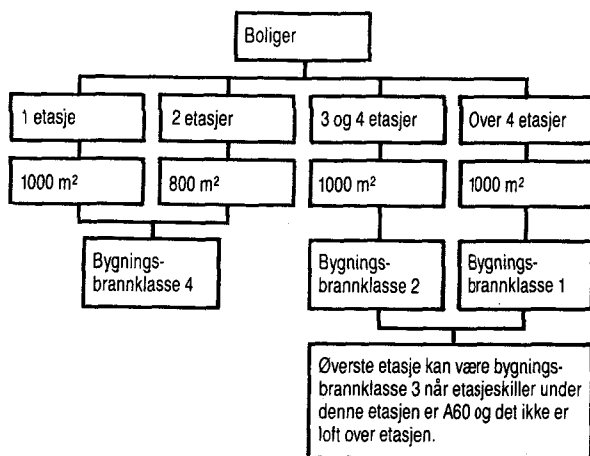 Boliger
1 etasje
2 etasjer
3 og 4 etasjer
Over 4 etasjer
1000 m²
800 m²
1000 m²
1000 m²
Bygnings-
brannklasse 4
Bygnings-
brannklasse 2
Bygnings-
brannklasse 1
Øverste etasje kan være bygnings-
brannklasse 3 når etasjeskiller under
denne etasjen er A60 og det ikke er
loft over etasjen.